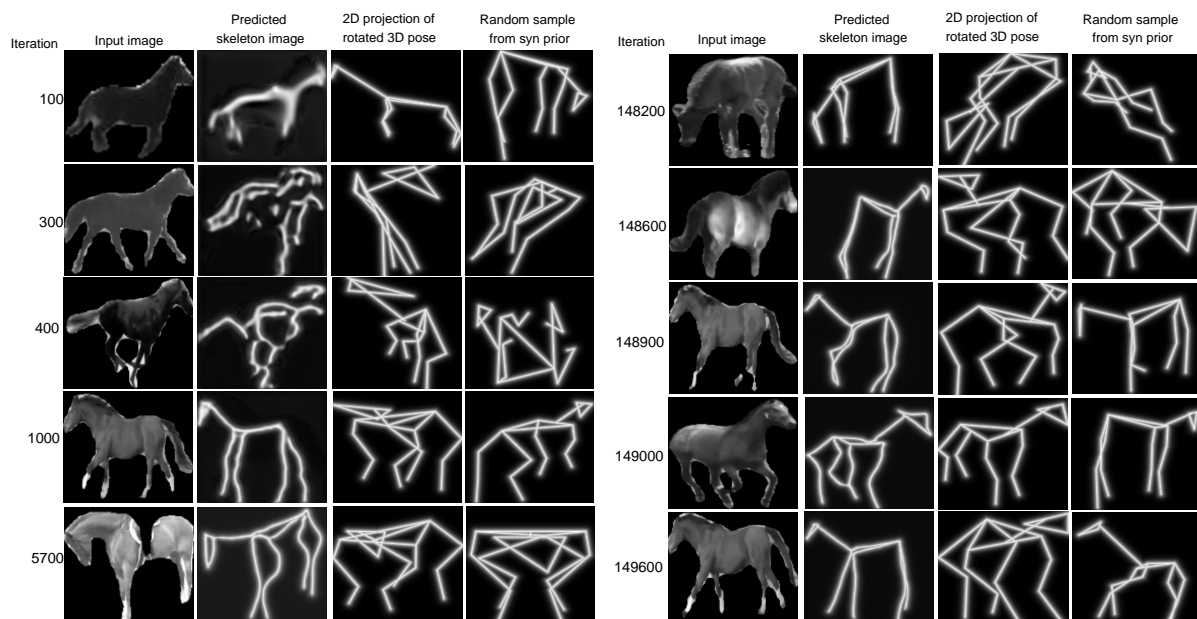 Iteration
Input image
Predicted
skeleton image
2D projection of
rotated 3D pose
Random sample
from syn prior
100
300
400
1000
5700
Iteration
Input image
Predicted
skeleton image
2D projection of
rotated 3D pose
Random sample
from syn prior
148200
148600
148900
149000
149600